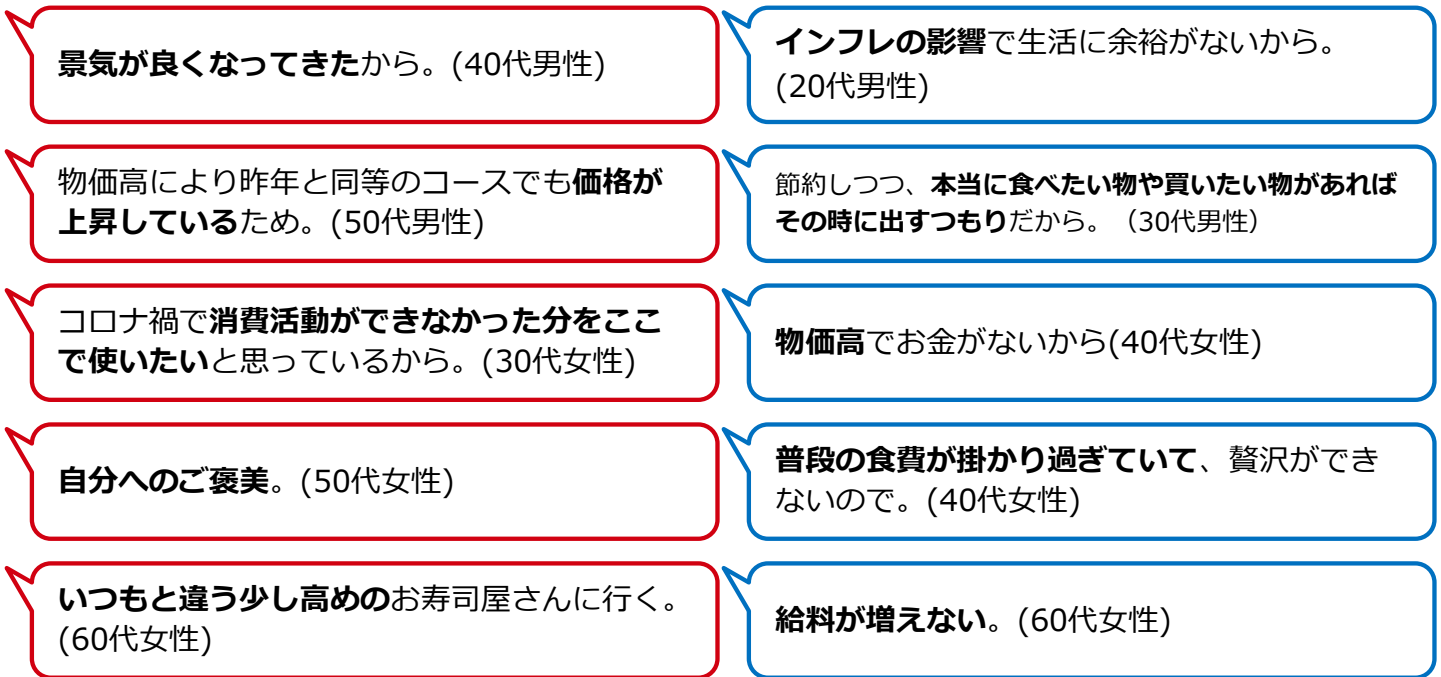 景気が良くなってきたから。(40代男性)
物価高により昨年と同等のコースでも価格が
上昇しているため。(50代男性)
コロナ禍で消費活動ができなかった分をここ
で使いたいと思っているから。(30代女性)
自分へのご褒美。(50代女性)
いつもと違う少し高めのお寿司屋さんに行く。
(60代女性)
インフレの影響で生活に余裕がないから。
(20代男性)
節約しつつ、本当に食べたい物や買いたい物があれば
その時に出すつもりだから。（30代男性）
物価高でお金がないから(40代女性)
普段の食費が掛かり過ぎていて、贅沢ができ
ないので。(40代女性)
給料が増えない。(60代女性)